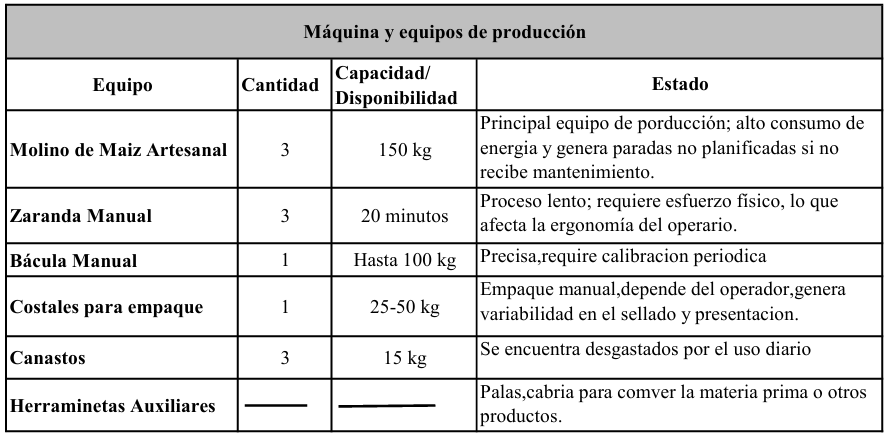 Máquina y equipos de producción
Equipo Cantidad Capacidad/ Disponibilidad Estado
Molino de Maiz Artesanal 3 150 kg Principal equipo de porducción; alto consumo de
energia y genera paradas no planificadas si no
recibe mantenimiento.
Zaranda Manual 3 20 minutos Proceso lento; requiere esfuerzo físico, lo que
afecta la ergonomía del operario.
Bácula Manual 1 Hasta 100 kg Precisa,require calibracion periodica
Costales para empaque 1 25-50 kg Empaque manual,depende del operador,genera
variabilidad en el sellado y presentacion.
Canastos 3 15 kg Se encuentra desgastados por el uso diario
Herraminetas Auxiliares Palas,cabria para comver la materia prima o otros
productos.